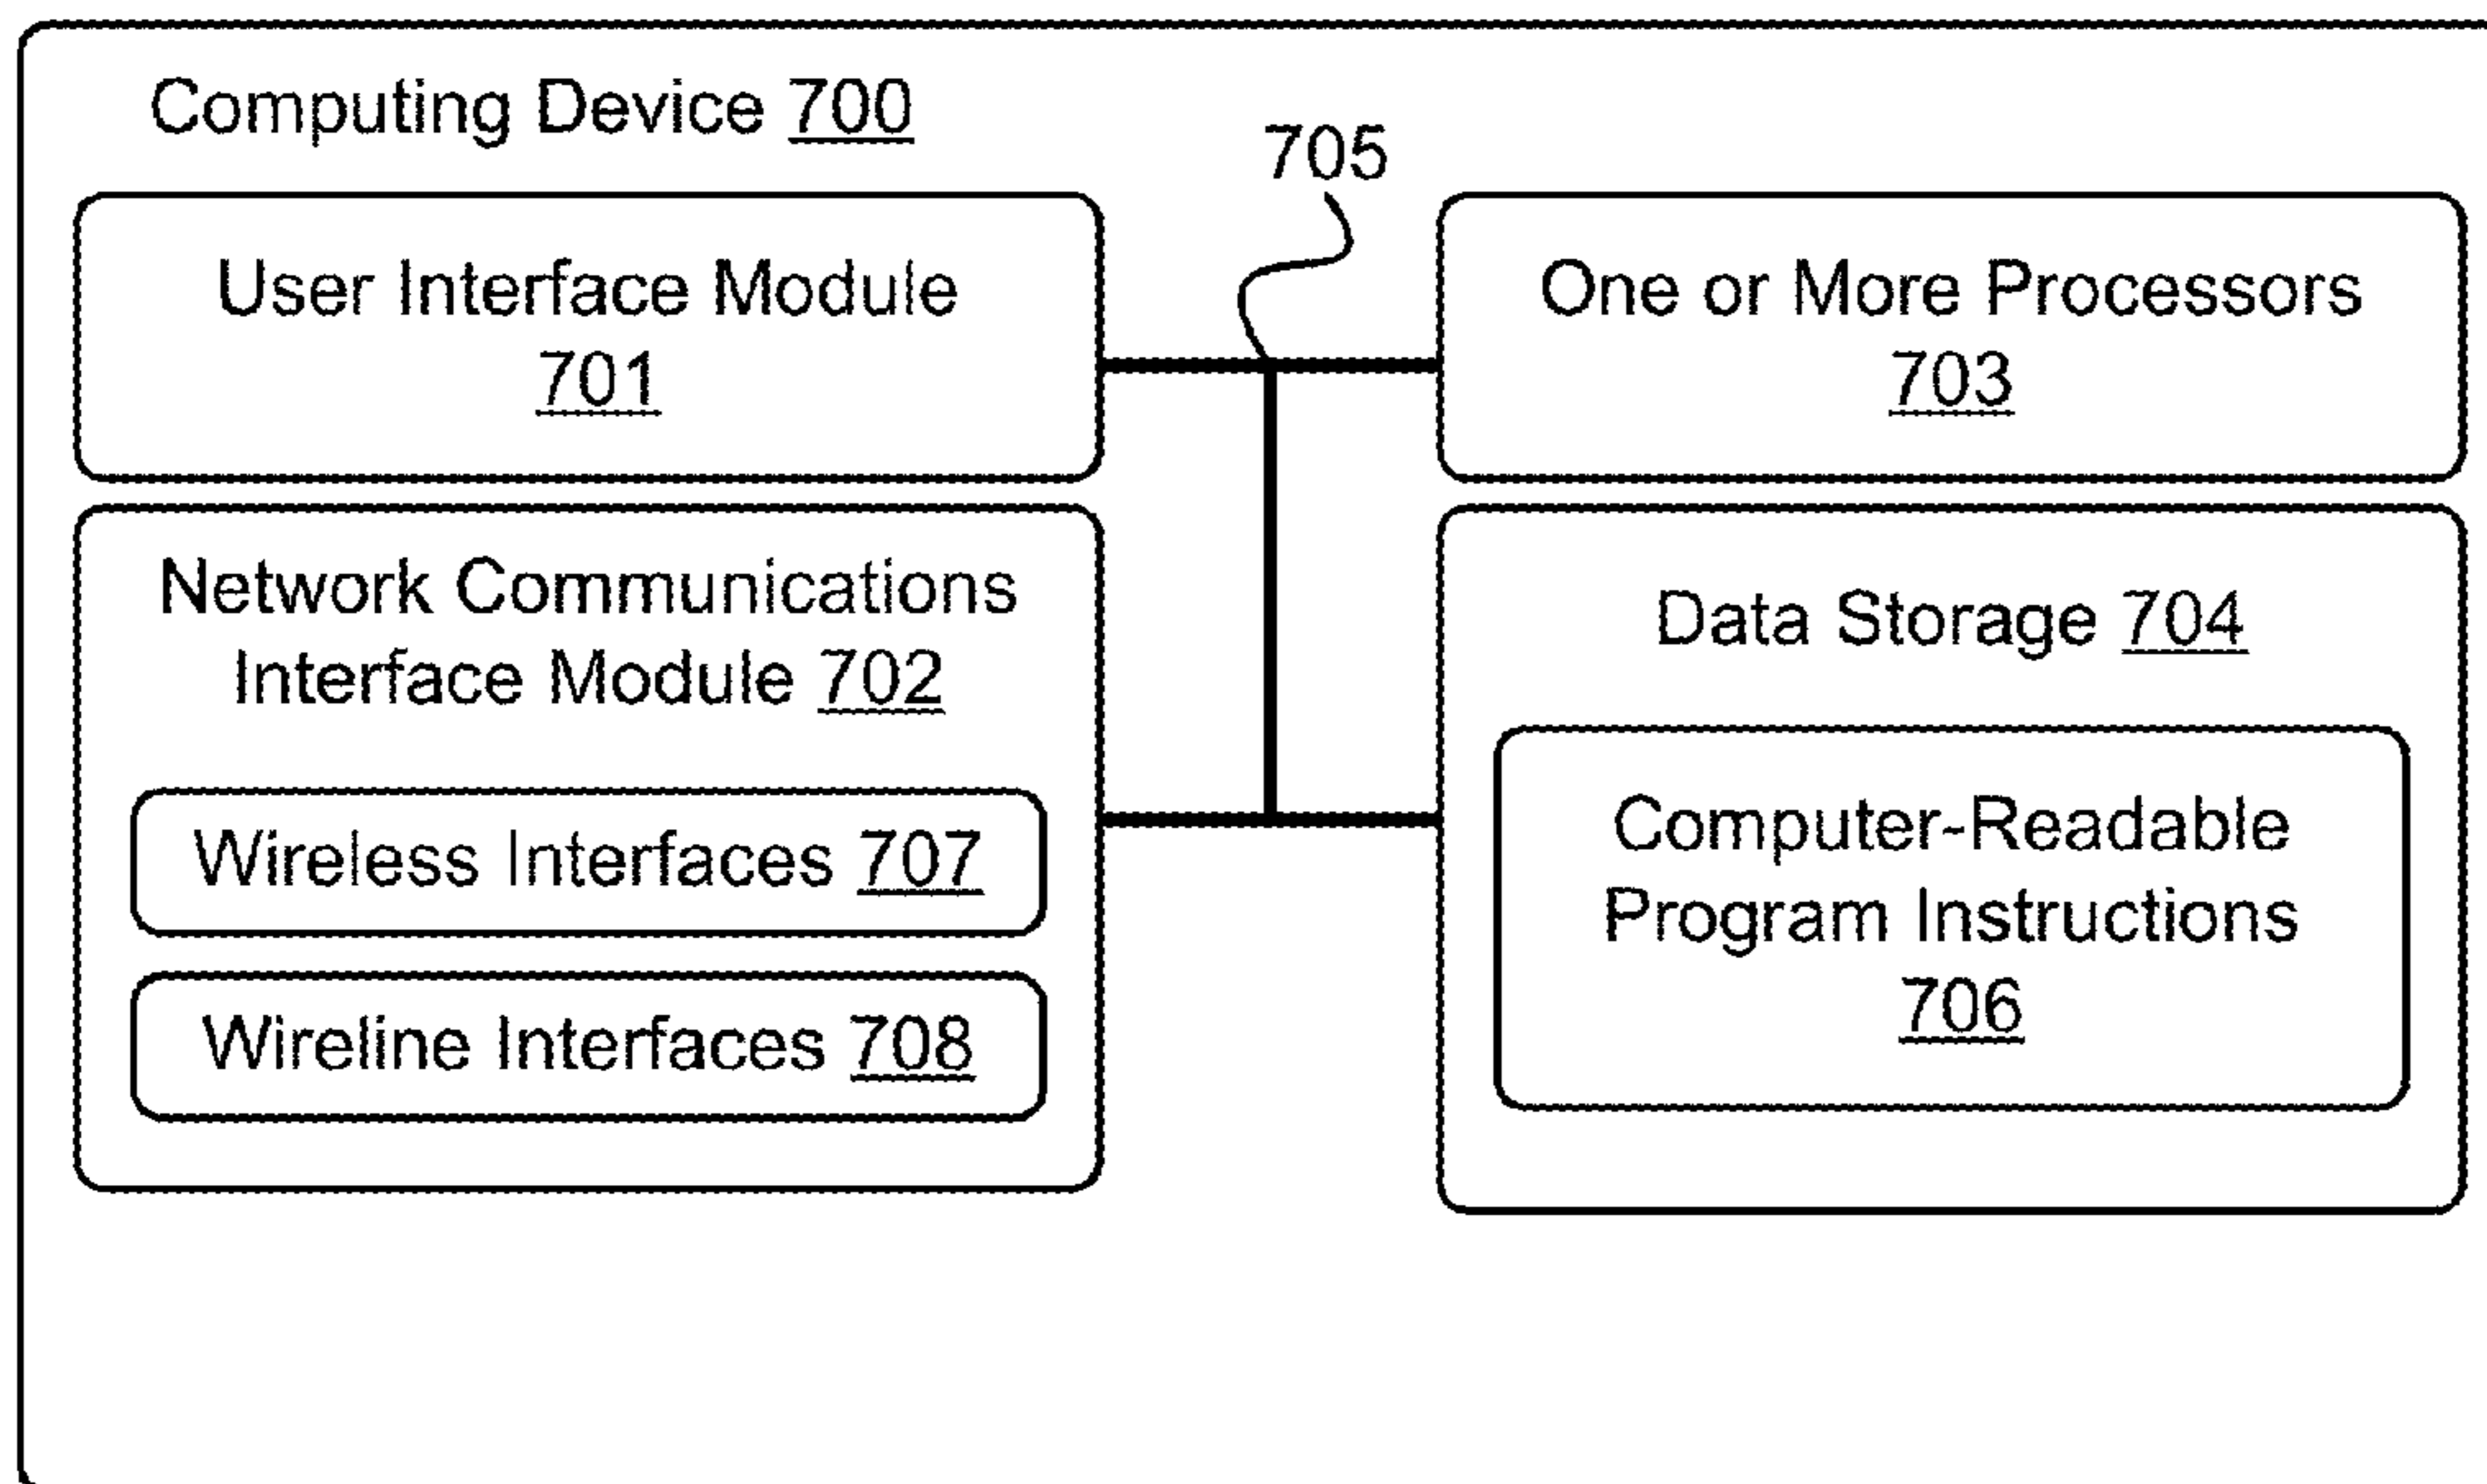 Computing Device 700
705
User Interface Module
701
One or More Processors
703
Network Communications
Interface Module 702
Wireless Interfaces 707
Wireline Interfaces 708
Data Storage 704
Computer-Readable
Program Instructions
706